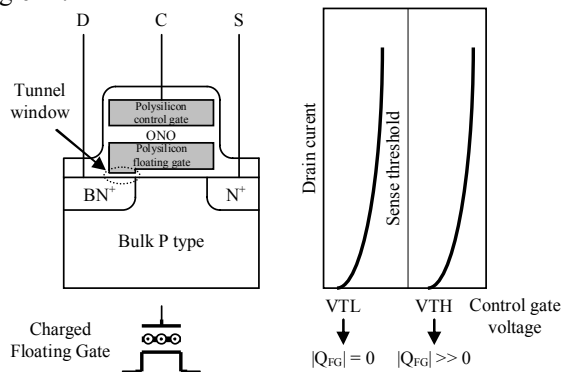 D
C
S
Tunnel
window
Polysilicon
control gate
ONO
Polysilicon
floating gate
BN+
N+
Bulk P type
Charged
Floating Gate
Drain curent
Sense threshold
VTL
VTH
Control gate
voltage
|QFG| = 0
|QFG| >> 0